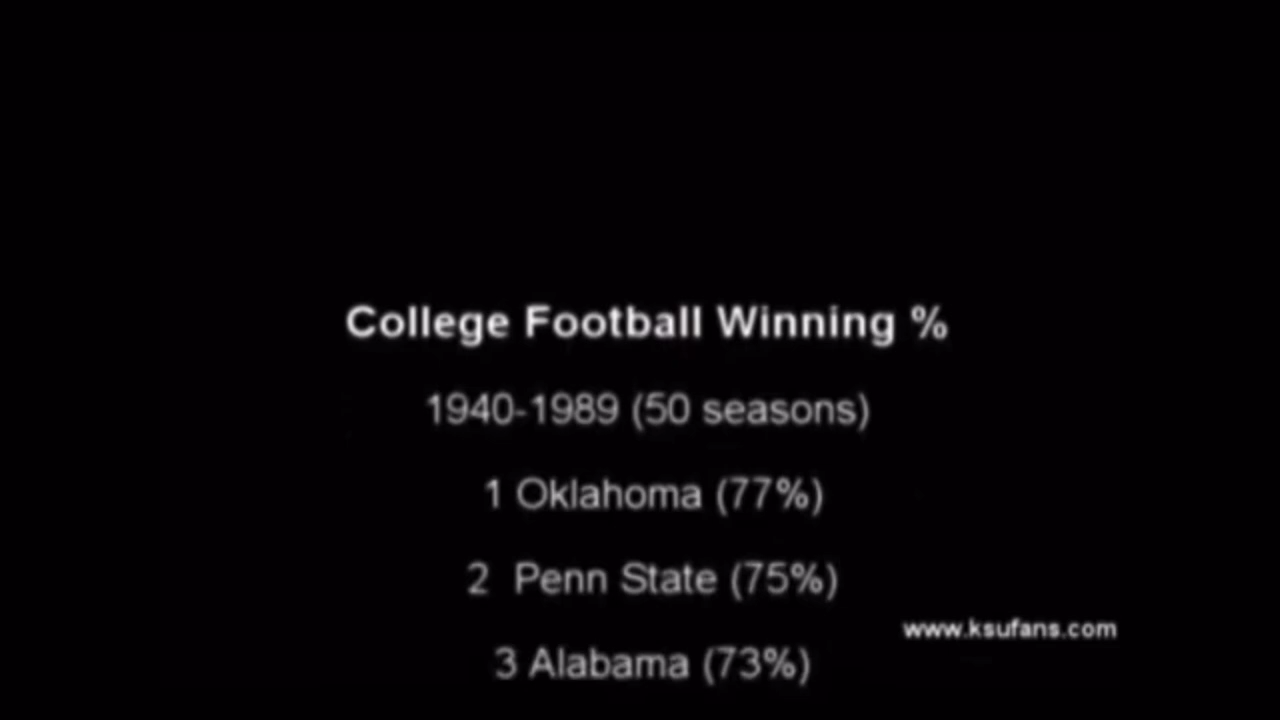 College Football Winning %
1940-1989 (50 seasons)
1 Oklahoma (77%)
2 Penn State (75%)
www.ksufans.com
3 Alabama (73%)